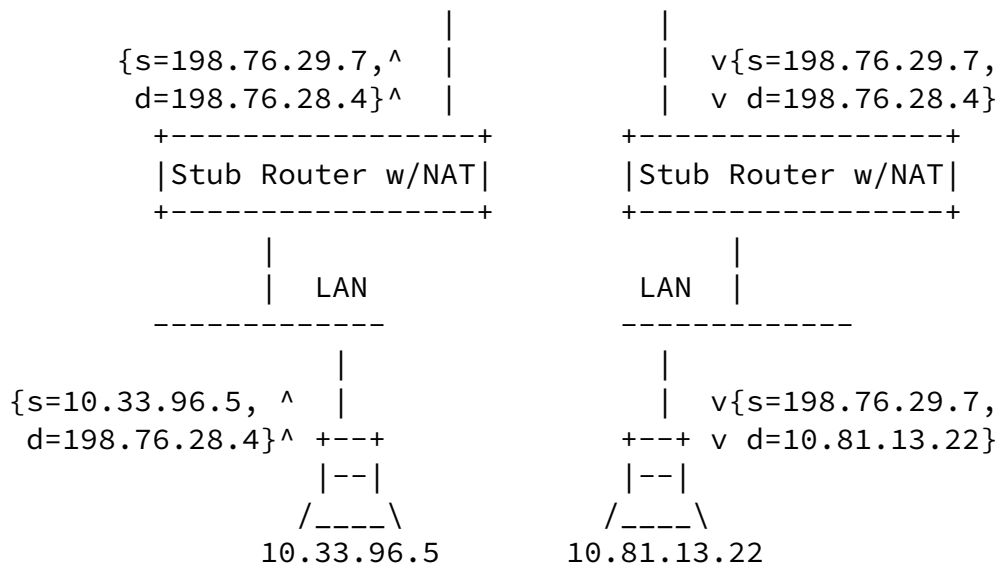 |            |
      {s=198.76.29.7,^   |            |  v{s=198.76.29.7,
       d=198.76.28.4}^   |            |  v d=198.76.28.4}
        +-----------------+       +-----------------+
        |Stub Router w/NAT|       |Stub Router w/NAT|
        +-----------------+       +-----------------+
              |                         |
              |  LAN               LAN  |
        -------------             -------------
                  |                 |
{s=10.33.96.5, ^  |                 |  v{s=198.76.29.7,
 d=198.76.28.4}^ +--+             +--+ v d=10.81.13.22}
                 |--|             |--|
                /____\           /____\
              10.33.96.5       10.81.13.22